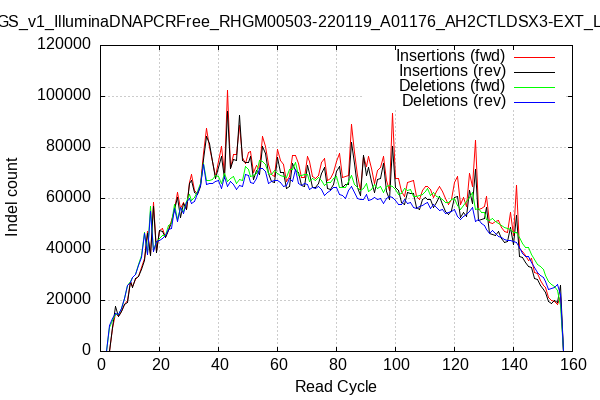 GS_v1_IlluminaDNAPCRFree_RHGM00503-220119_A01176_AH2CTLDSX3-EXT_L
Insertions (fwd)
Insertions (rev)
Deletions (fwd)
Deletions (rev)
120000
100000
80000
60000
40000
20000
0
Indel count
0 20 40 60 80 100 120 140 160
Read Cycle